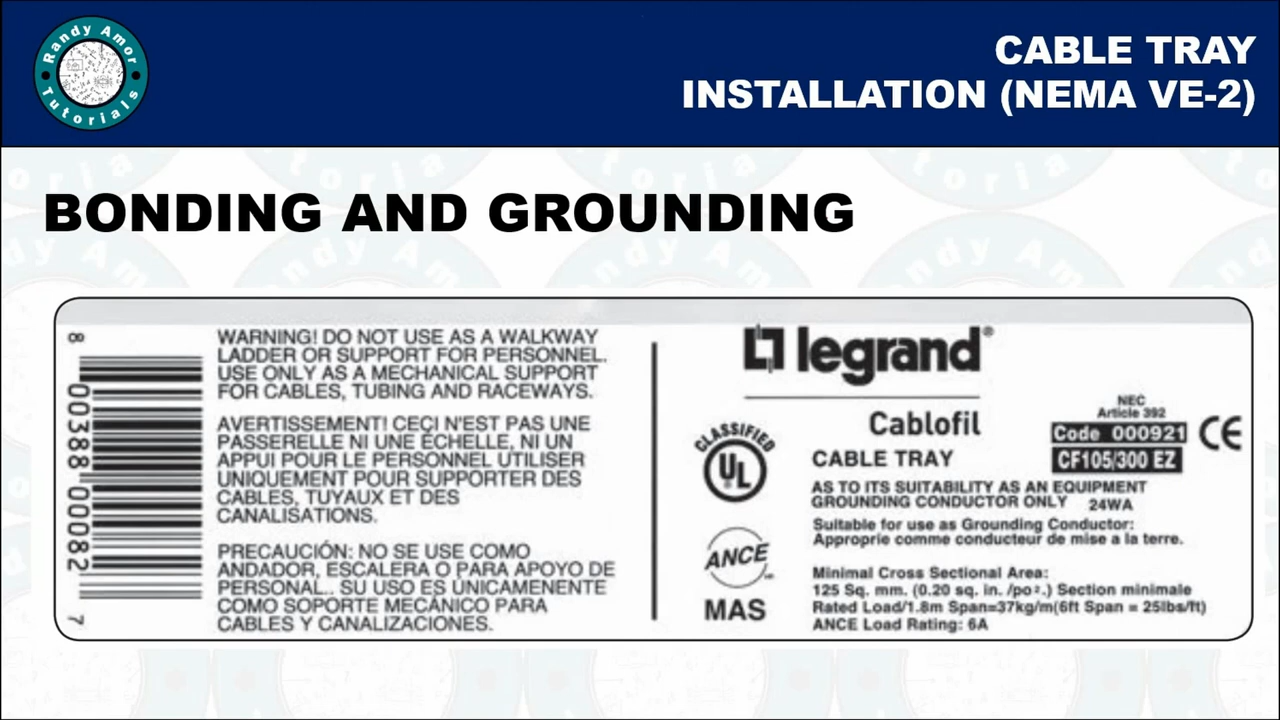 Randy Amor
Tutorials
CABLE TRAY
INSTALLATION (NEMA VE-2)
BONDING AND GROUNDING
8
00388 00082
7
WARNING! DO NOT USE AS A WALKWAY
LADDER OR SUPPORT FOR PERSONNEL.
USE ONLY AS A MECHANICAL SUPPORT
FOR CABLES, TUBING AND RACEWAYS.
AVERTISSEMENT! CECI N'EST PAS UNE
PASSERELLE NI UNE ÉCHELLE, NI UN
APPUI POUR LE PERSONNEL UTILISER
UNIQUEMENT POUR SUPPORTER DES
CABLES, TUYAUX ET DES
CANALISATIONS.
PRECAUCIÓN: NO SE USE COMO
ANDADOR, ESCALERA O PARA APOYO DE
PERSONAL.. SU USO ES ÚNICAMENENTE
COMO SOPORTE MECÁNICO PARA
CABLES Y CANALIZACIONES.
legrand®
Cablofil
NEC
Article 392
Code 000921
CF105/300 EZ
CE
CLASSIFIED
UL
ANCE
MAS
CABLE TRAY
AS TO ITS SUITABILITY AS AN EQUIPMENT
GROUNDING CONDUCTOR ONLY 24WA
Suitable for use as Grounding Conductor:
Approprie comme conducteur de mise a la terre.
Minimal Cross Sectional Area:
125 Sq. mm. (0.20 sq. in. /po².) Section minimale
Rated Load/1.8m Span=37kg/m(6ft Span = 25lbs/ft)
ANCE Load Rating: 6A